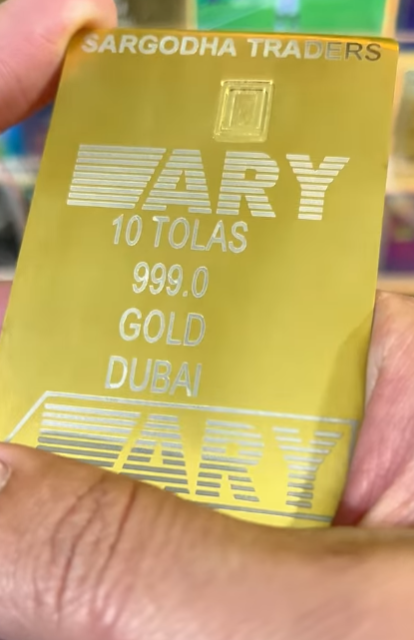 SARGODHA TRADERS
ARY
10 TOLAS
999.0
GOLD
DUBAI
ARY